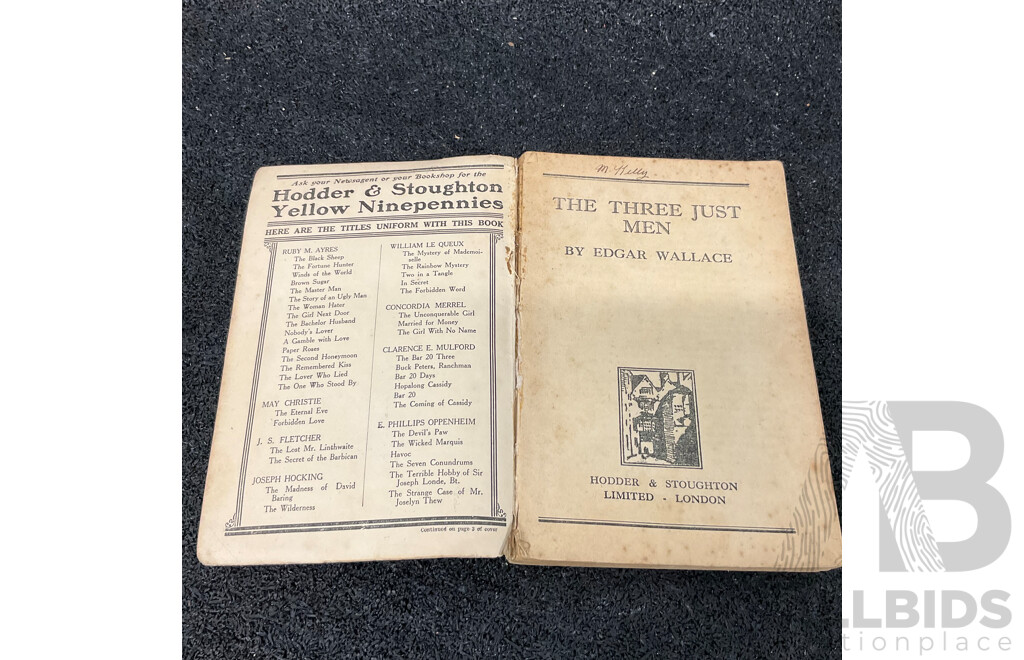 Ask your Newsagent or your Bookshop for the
Hodder & Stoughton
Yellow Ninepennies
HERE ARE THE TITLES UNIFORM WITH THIS BOOK
RUBY M. AYRES
The Black Sheep
The Fortune Hunter
Winds of the World
Brown Sugar
The Master Man
The Story of an Ugly Man
The Woman Hater
The Girl Next Door
The Bachelor Husband
Nobody's Lover
A Gamble with Love
Paper Roses
The Second Honeymoon
The Remembered Kiss
The Lover Who Lied
The One Who Stood By
MAY CHRISTIE
The Eternal Eve
Forbidden Love
J. S. FLETCHER
The Lost Mr. Linthwaite
The Secret of the Barbican
JOSEPH HOCKING
The Madness of David
Baring
The Wilderness
WILLIAM LE QUEUX
The Mystery of Mademoi-
selle
The Rainbow Mystery
Two in a Tangle
In Secret
The Forbidden Word
CONCORDIA MERREL
The Unconquerable Girl
Married for Money
The Girl With No Name
CLARENCE E. MULFORD
The Bar 20 Three
Buck Peters, Ranchman
Bar 20 Days
Hopalong Cassidy
Bar 20
The Coming of Cassidy
E. PHILLIPS OPPENHEIM
The Devil's Paw
The Wicked Marquis
Havoc
The Seven Conundrums
The Terrible Hobby of Sir
Joseph Londe, Bt.
The Strange Case of Mr.
Joselyn Thew
Continued on page 2 of cover
M Kelly
THE THREE JUST
MEN
BY EDGAR WALLACE
HODDER & STOUGHTON
LIMITED - LONDON
AB
ALLBIDS
auctionplace